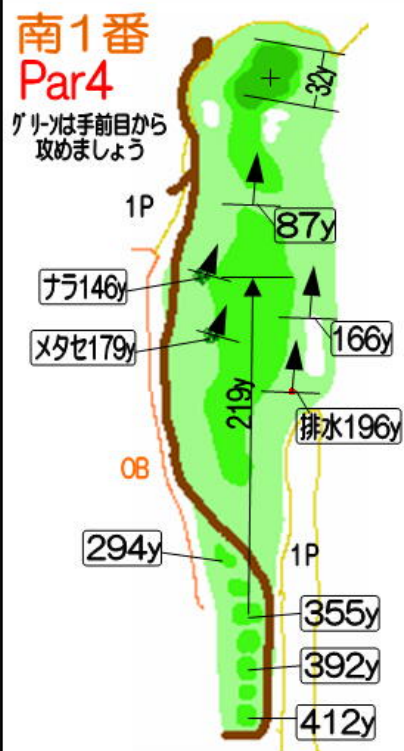 南1番
Par4
グリーンは手前目から
攻めましょう
32y
1P
87y
ナラ146y
166y
メタセ179y
219y
排水196y
OB
294y
1P
355y
392y
412y